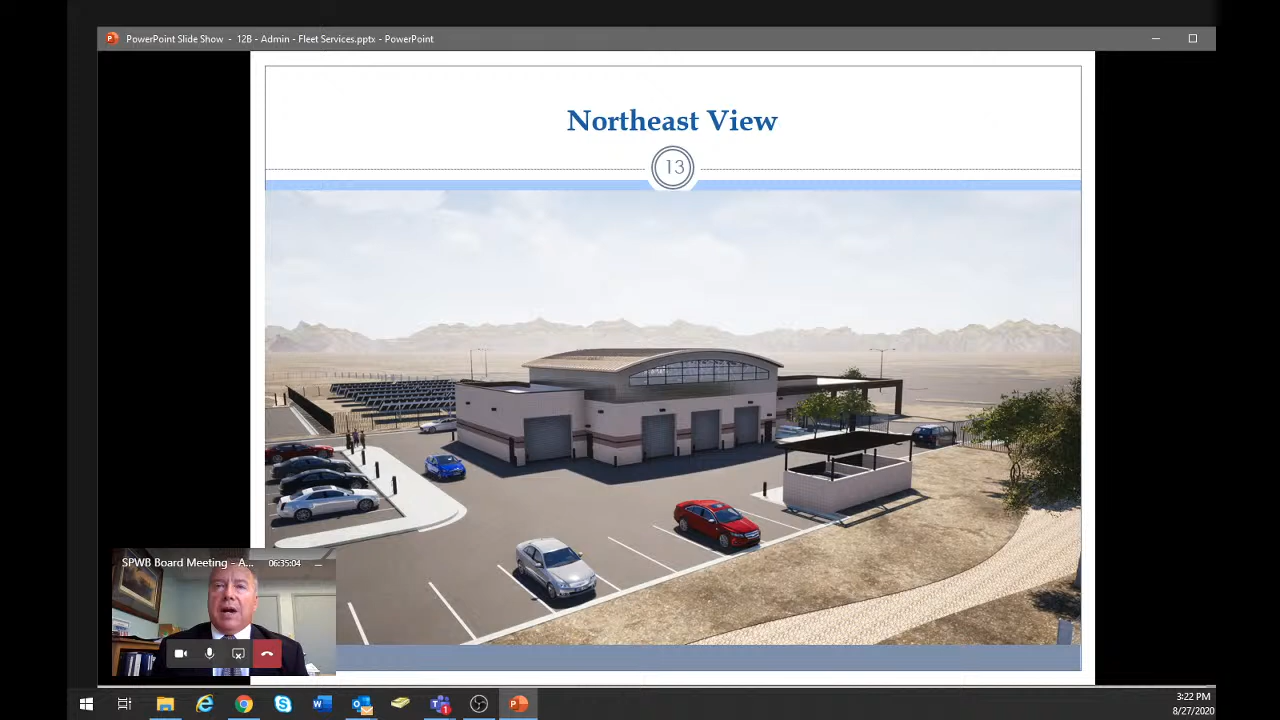 PowerPoint Slide Show - 12B - Admin - Fleet Services.pptx - PowerPoint
Northeast View
13
SPWB Board Meeting - A...
06:35:04
3:22 PM
8/27/2020